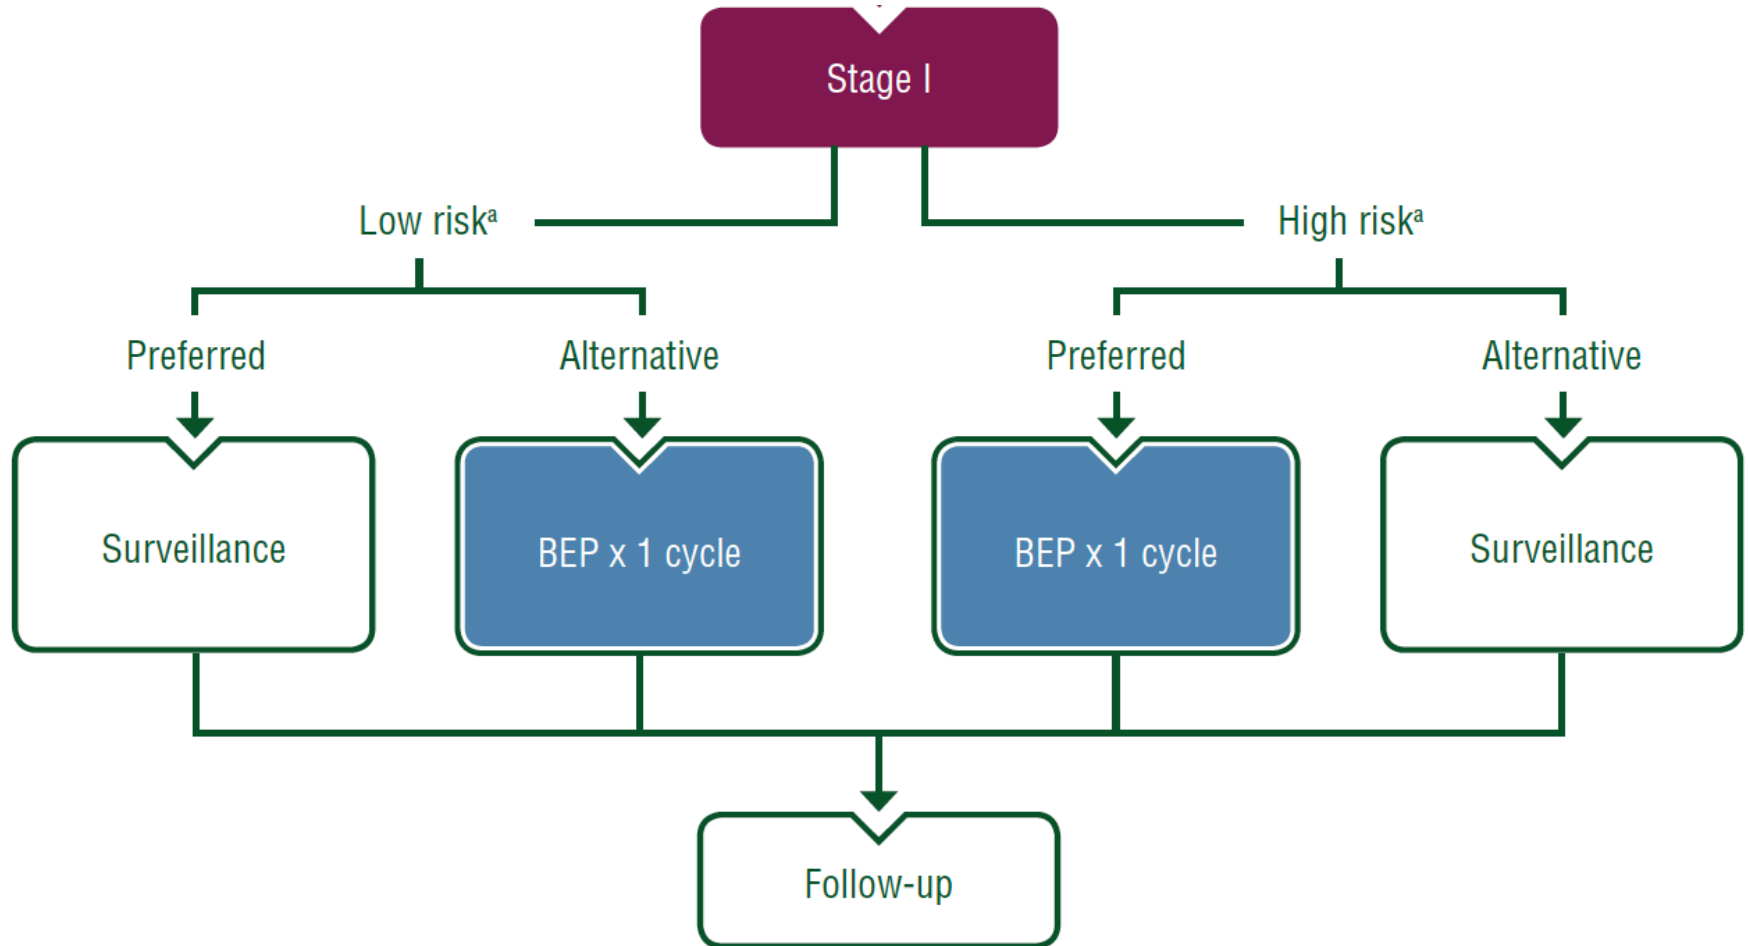 Stage I
Low riskª
High riskª
Preferred
Alternative
Preferred
Alternative
Surveillance
BEP x 1 cycle
BEP x 1 cycle
Surveillance
Follow-up